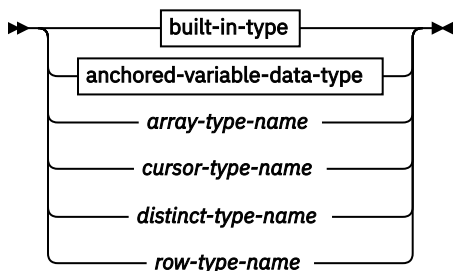 built-in-type
anchored-variable-data-type
array-type-name
cursor-type-name
distinct-type-name
row-type-name